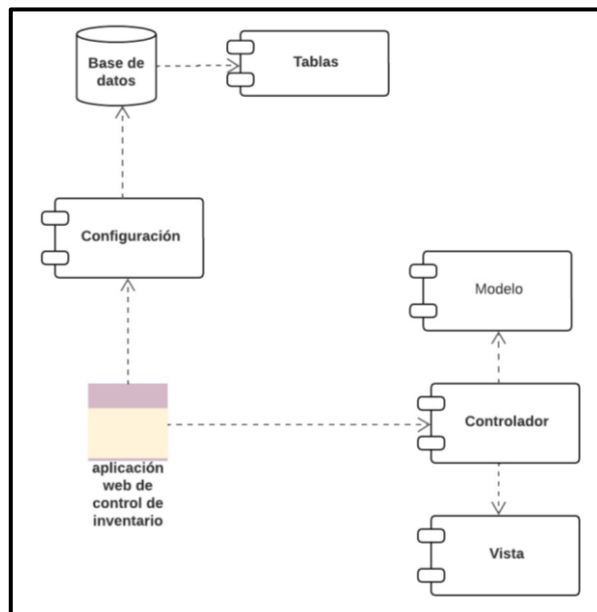 Base de
datos
Tablas
Configuración
Modelo
Controlador
aplicación
web de
control de
inventario
Vista